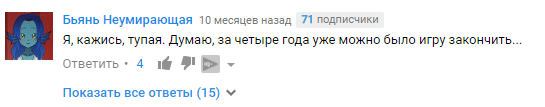 Бьянь Неумирающая 10 месяцев назад 71 подписчики
Я, кажись, тупая. Думаю, за четыре года уже можно было игру закончить...
Ответить • 4
Показать все ответы (15)